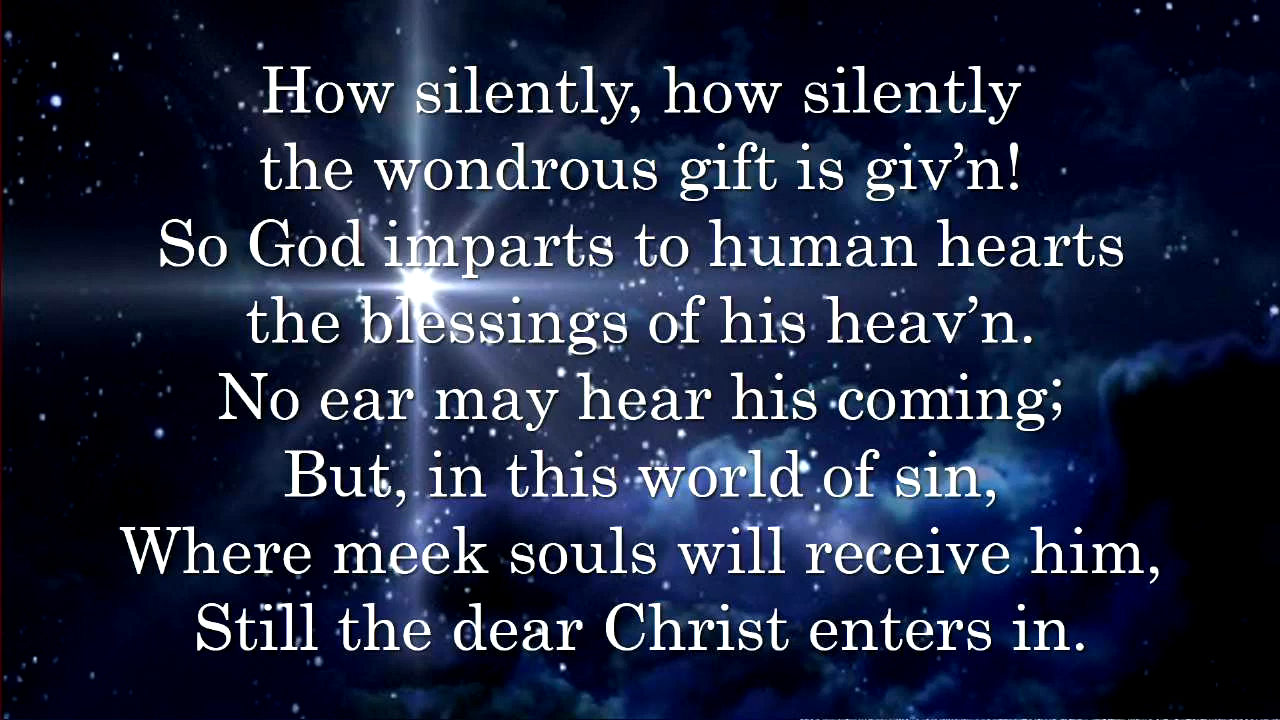 How silently, how silently
the wondrous gift is giv’n!
So God imparts to human hearts
the blessings of his heav’n.
No ear may hear his coming;
But, in this world of sin,
Where meek souls will receive him,
Still the dear Christ enters in.